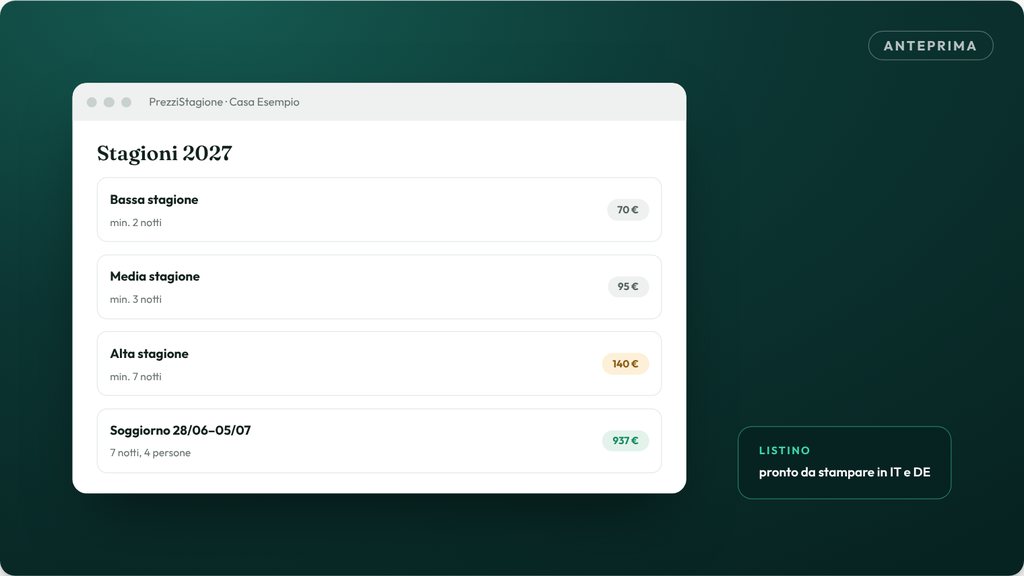 ANTEPRIMA
PrezziStagione · Casa Esempio
Stagioni 2027
Bassa stagione
min. 2 notti
70 €
Media stagione
min. 3 notti
95 €
Alta stagione
min. 7 notti
140 €
Soggiorno 28/06–05/07
7 notti, 4 persone
937 €
LISTINO
pronto da stampare in IT e DE